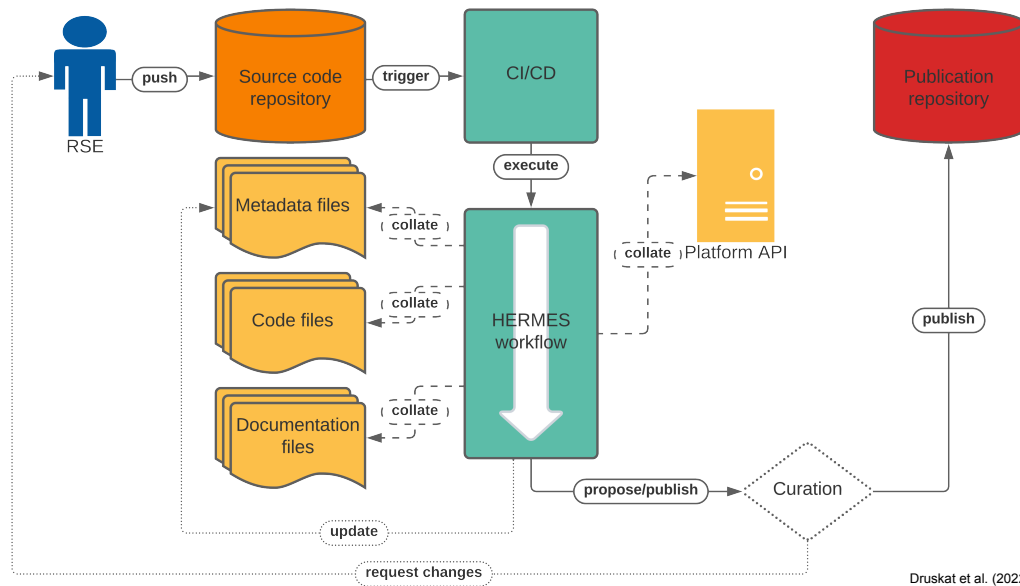 RSE
push
Source code
repository
trigger
CI/CD
Publication
repository
execute
Metadata files
collate
collate
Platform API
Code files
collate
HERMES
workflow
publish
Documentation
files
collate
propose/publish
Curation
update
request changes
Druskat et al.